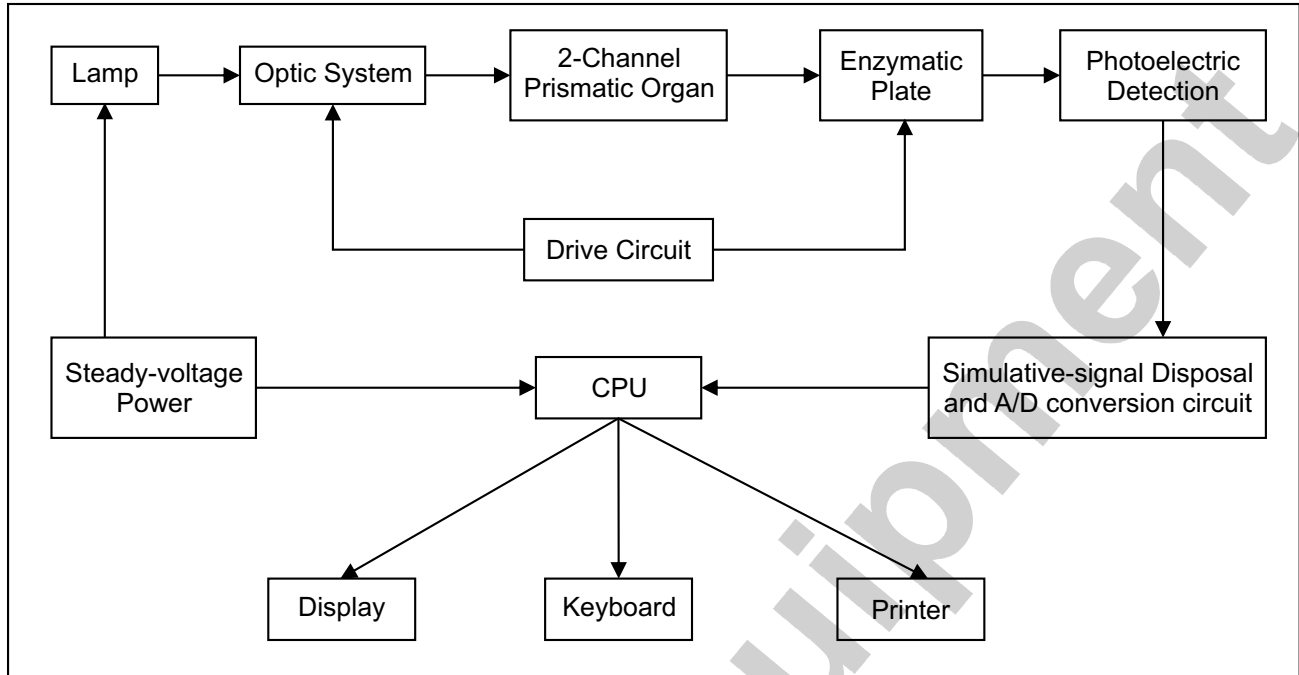 Lamp
Optic System
2-Channel
Prismatic Organ
Enzymatic
Plate
Photoelectric
Detection
Drive Circuit
Steady-voltage
Power
CPU
Simulative-signal Disposal
and A/D conversion circuit
Display
Keyboard
Printer
uipment